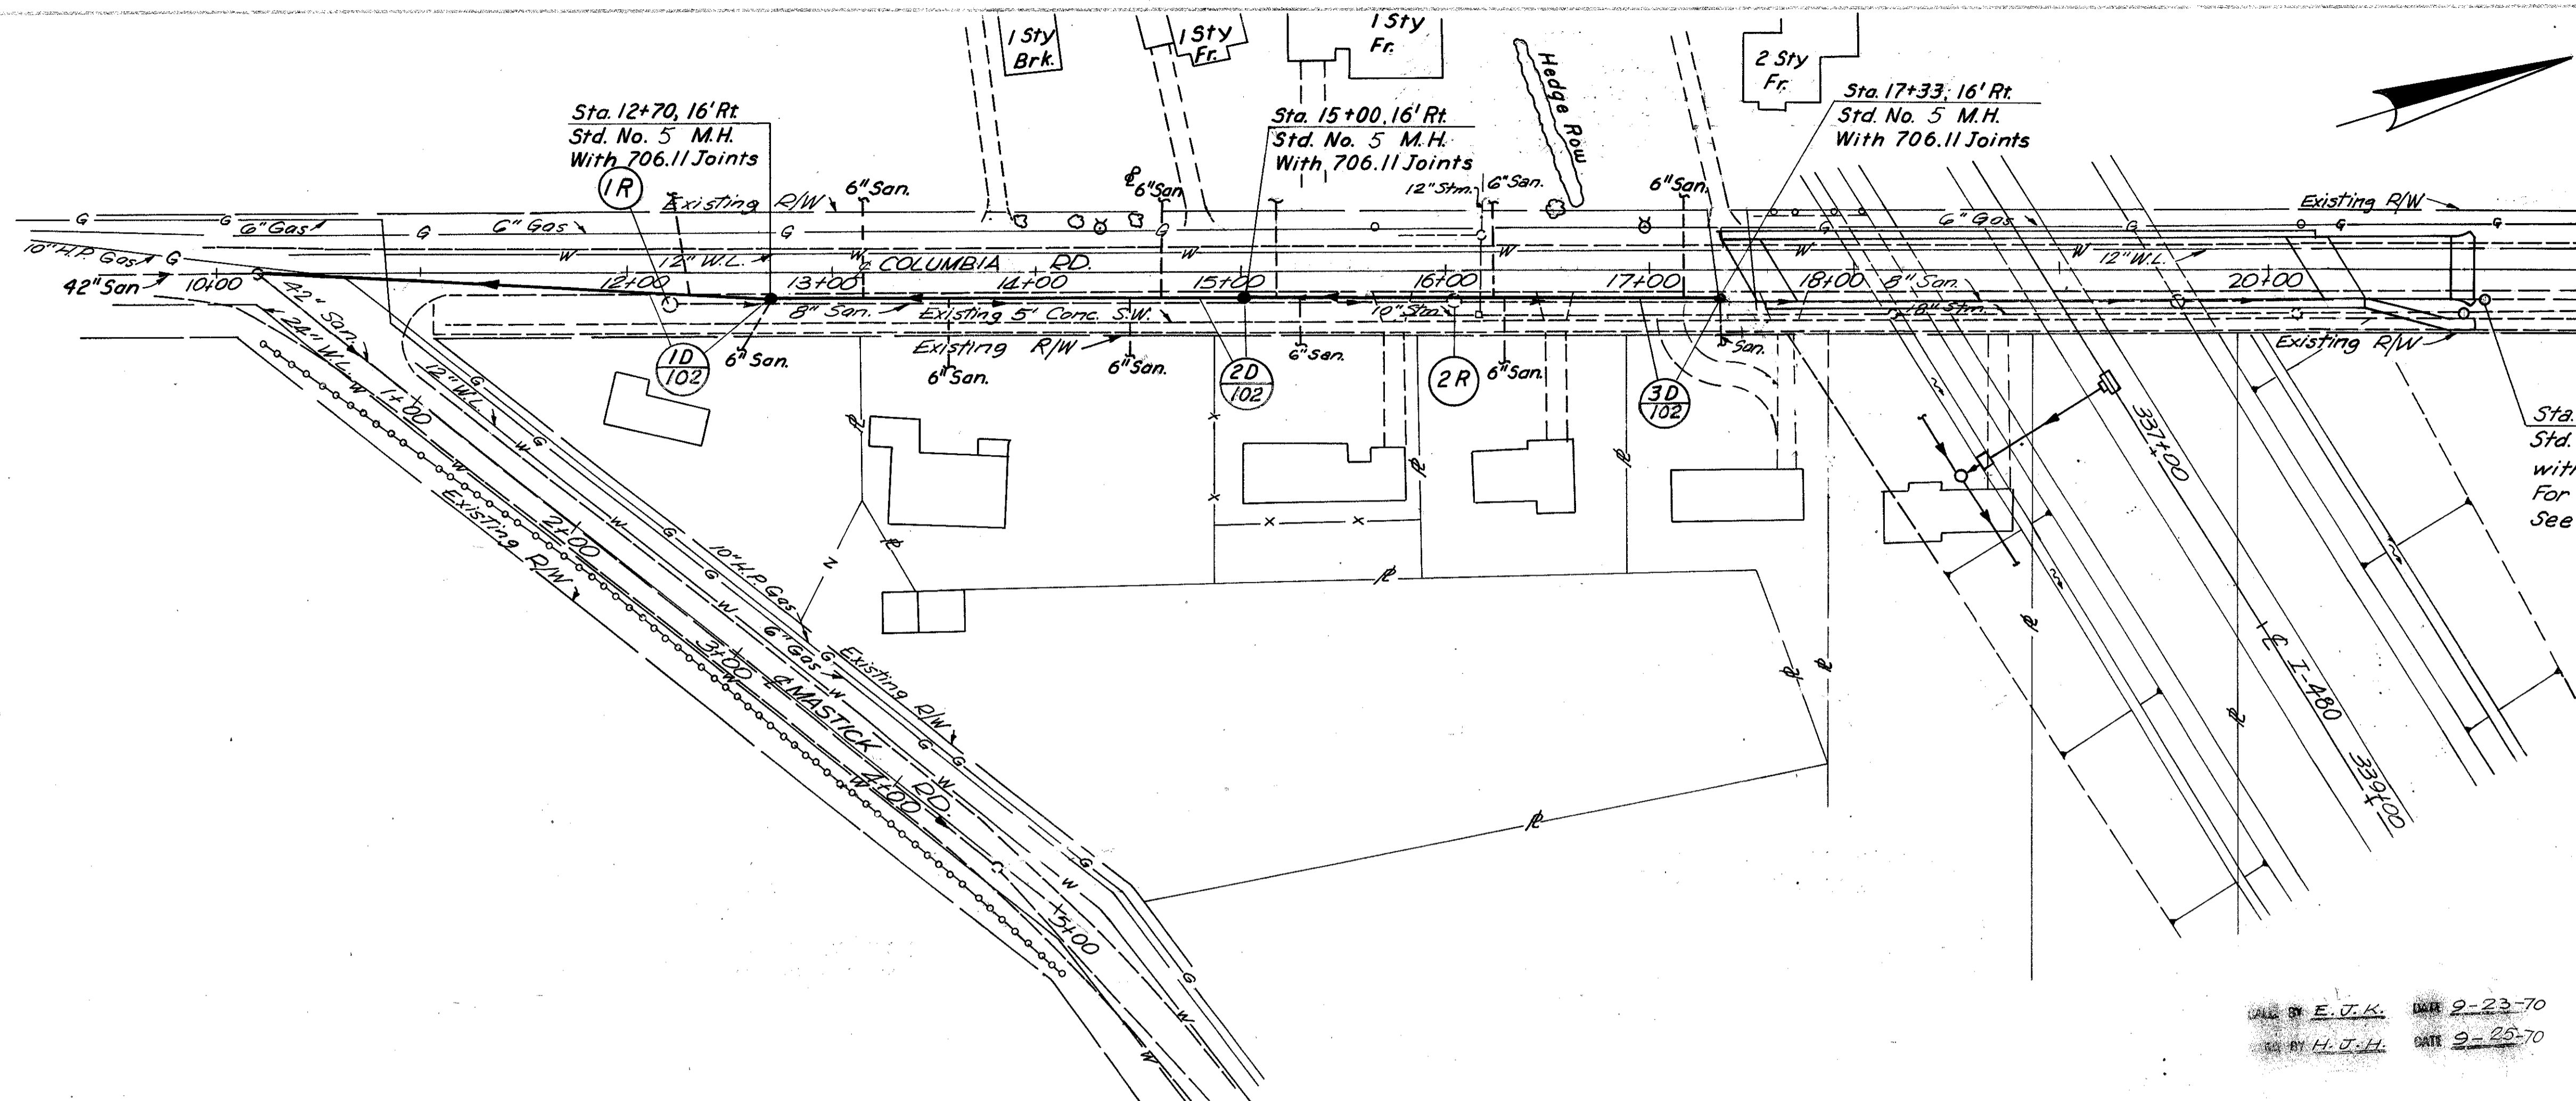 1 Sty
Brk.
1 Sty
Fr.
1 Sty
Fr.
Hedge Row
2 Sty
Fr.
Sta. 12+70, 16' Rt.
Std. No. 5 M.H.
With 706.11 Joints
Sta. 15+00, 16' Rt.
Std. No. 5 M.H.
With 706.11 Joints
Sta. 17+33, 16' Rt.
Std. No. 5 M.H.
With 706.11 Joints
1R
Existing R/W
6" San.
6" San
12" Stm.
6" San.
6" San.
Existing R/W
G
G
6" Gas
6" Gas
G
G
G
6" Gas
G
G
G
G
10" H.P. Gas
G
W
12" W.L.
W
W
W
W
W
12" W.L.
W
℄ COLUMBIA RD.
42" San
10+00
12+00
13+00
14+00
15+00
16+00
17+00
18+00
8" San.
20+00
8" San.
Existing 5' Conc. S.W.
10" Stm.
18" Stm.
Existing R/W
Existing R/W
1D
102
6" San.
6" San.
6" San.
2D
102
6" San.
2R
6" San.
3D
102
San.
42" San.
24" W.L.
12" W.L.
1+00
2+00
3+00
4+00
5+00
Existing R/W
10" H.P. Gas
6" Gas
Existing R/W
℄ MASTICK RD.
337+00
℄ I-480
339+00
Sta.
Std.
with
For
See
BY E.J.K. DATE 9-23-70
BY H.J.H. DATE 9-25-70